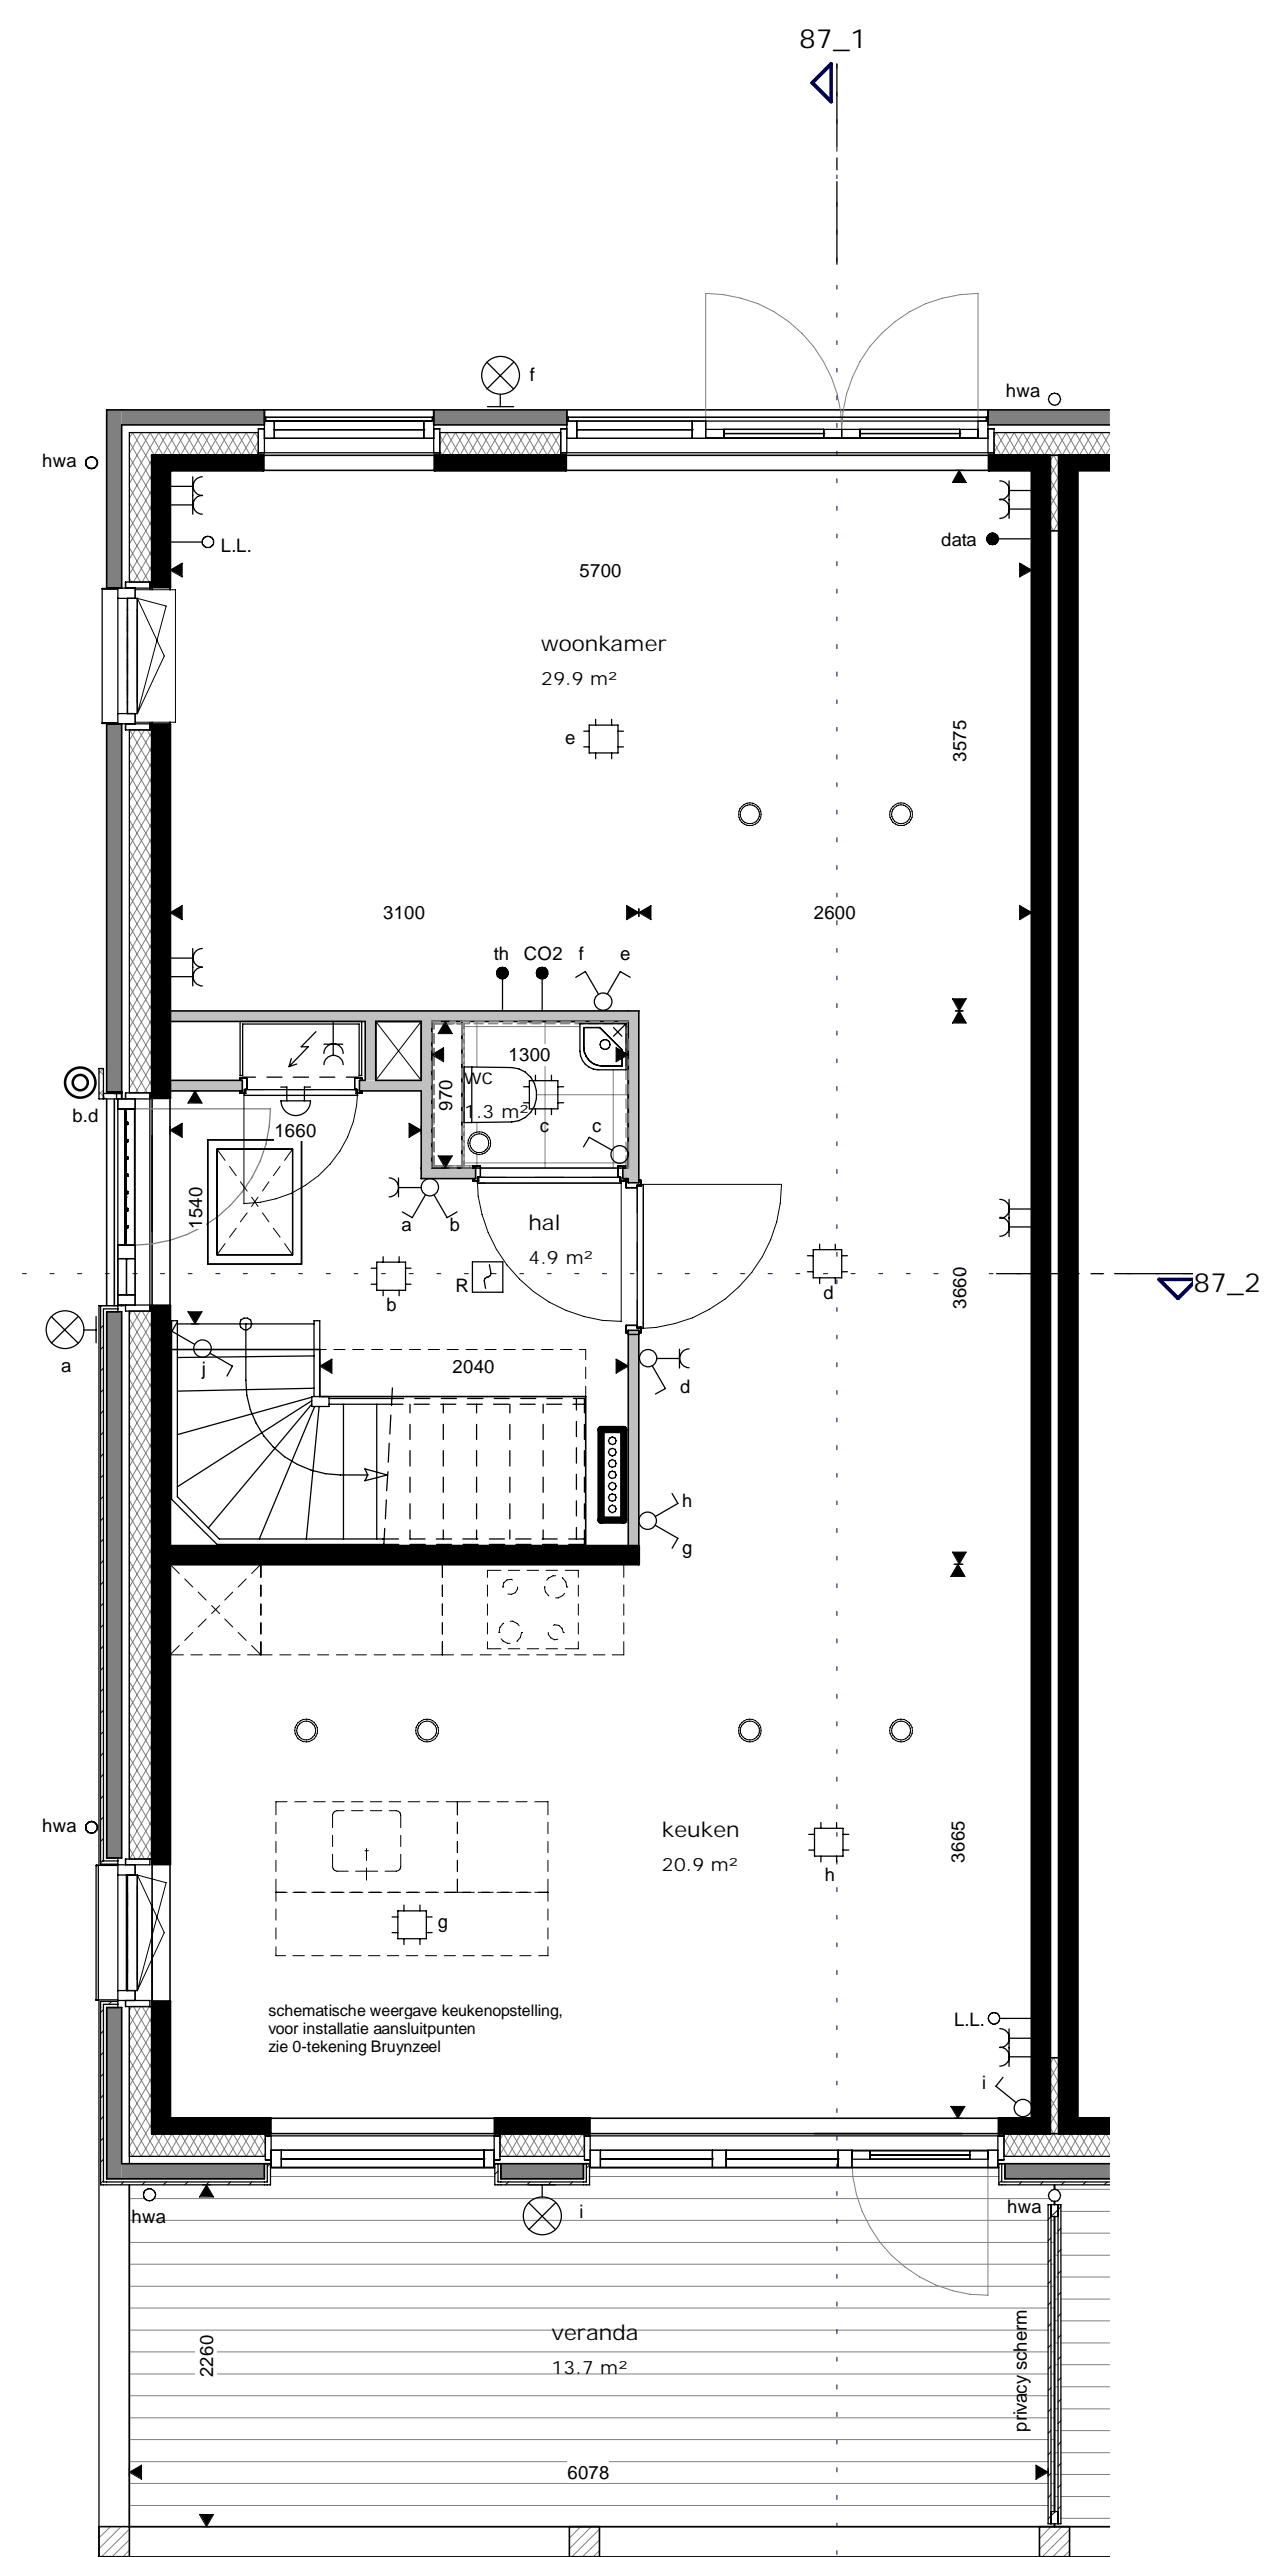 87_1
f
hwa
hwa
L.L.
data
5700
woonkamer
29.9 m²
e
3575
3100
2600
th
CO2
f
e
1300
wc
970
1.3 m²
c
c
b.d
1660
1540
a
b
hal
4.9 m²
R
b
d
3660
87_2
a
j
2040
d
h
g
hwa
keuken
20.9 m²
h
3665
g
schematische weergave keukenopstelling,
voor installatie aansluitpunten
zie 0-tekening Bruynzeel
L.L.
i
hwa
i
hwa
veranda
13.7 m²
2260
privacy scherm
6078